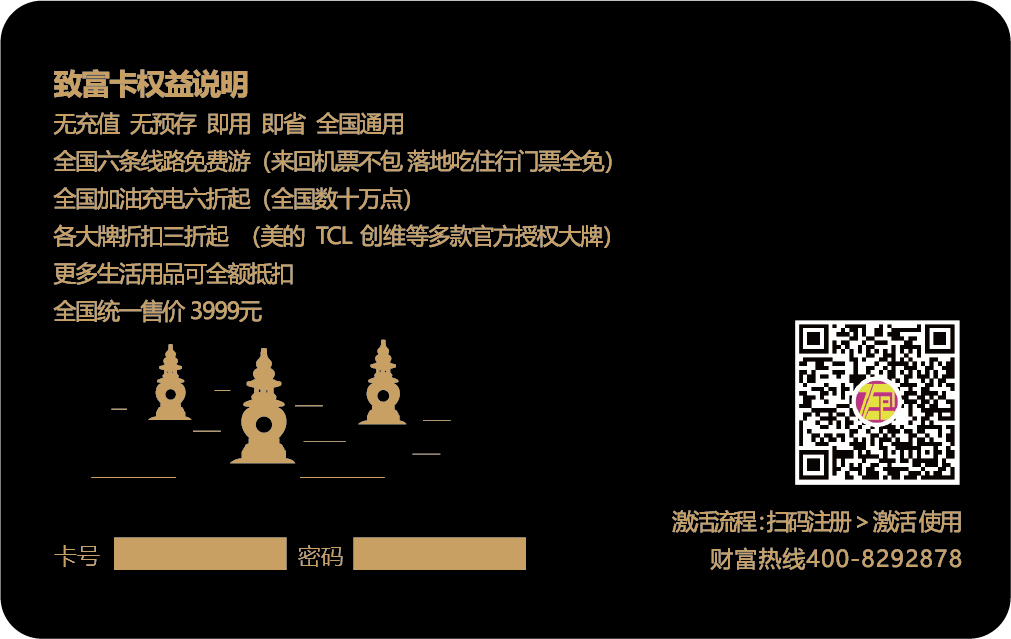 致富卡权益说明
无充值 无预存 即用 即省 全国通用
全国六条线路免费游（来回机票不包 落地吃住行门票全免）
全国加油充电六折起（全国数十万点）
各大牌折扣三折起 （美的 TCL 创维等多款官方授权大牌）
更多生活用品可全额抵扣
全国统一售价 3999元
激活流程:扫码注册 > 激活 使用
卡号 密码
财富热线400-8292878